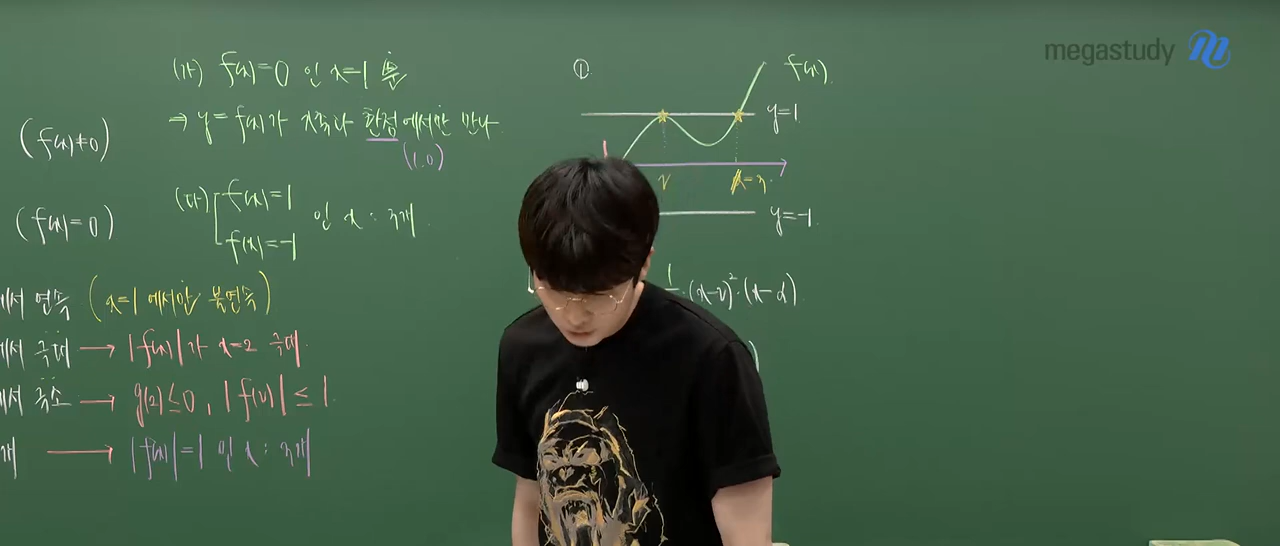 (f(x)≠0)
(f(x)=0)
에서 연속 (x=1 에서만 불연속)
에서 극대 → |f(x)|가 x=2 극대.
에서 극소 → g(2)≤0, |f(2)|≤1.
개 → |f(x)|=1 인 x : 3개
(가) f(x)=0 인 x=1 뿐
⇒ y=f(x)가 x축과 한점에서만 만나
(1,0)
(다) f(x)=1
f(x)=-1
인 x : 3개.
①
f(x).
y=1
2
y=-1
(x-2)²·(x-α)
megastudy